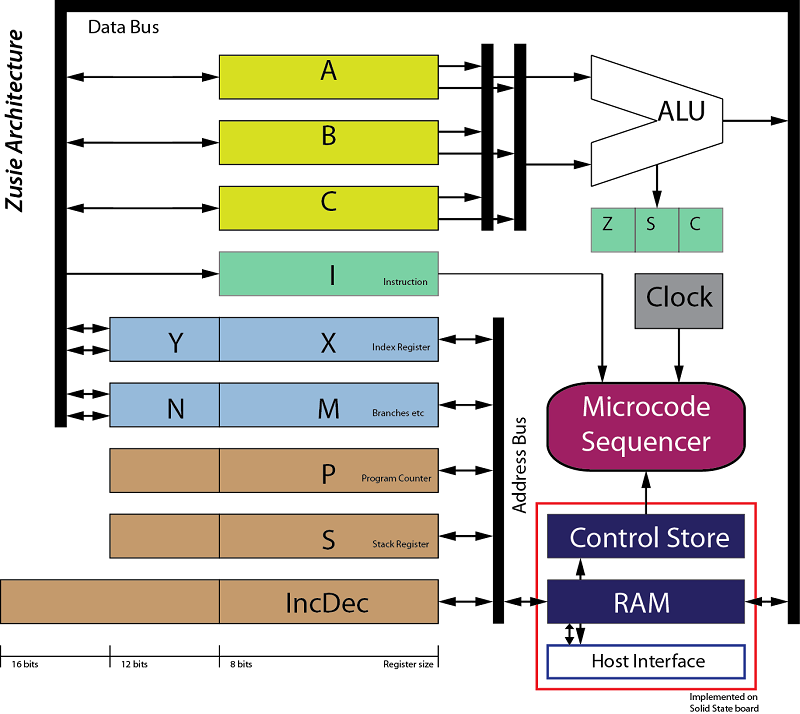 Zusie Architecture
Data Bus
A
B
C
ALU
Z S C
I Instruction
Clock
Y X Index Register
N M Branches etc
Microcode
Sequencer
P Program Counter
Address Bus
S Stack Register
Control Store
IncDec
RAM
Host Interface
16 bits 12 bits 8 bits Register size
Implemented on
Solid State board